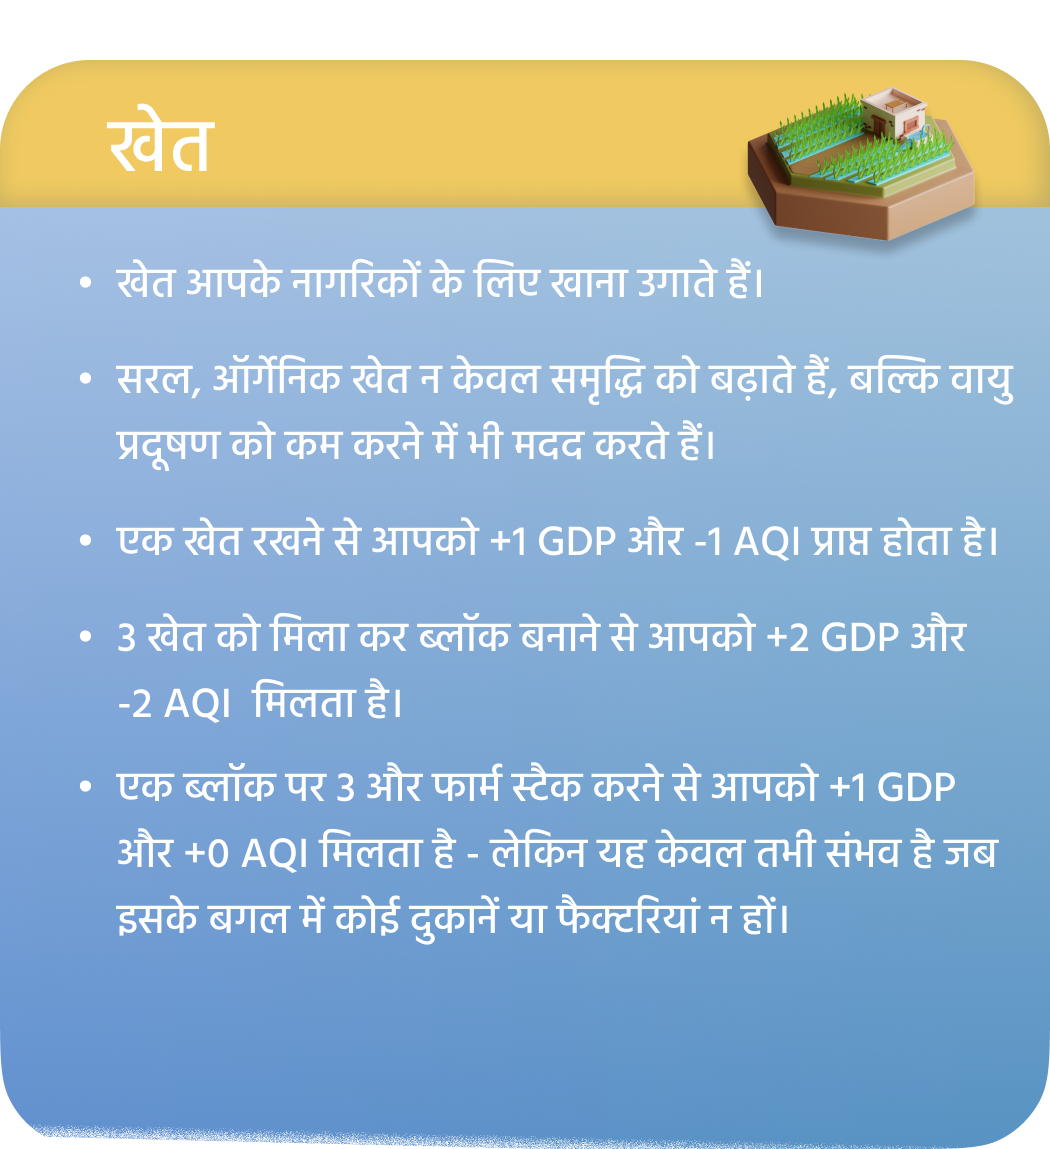 खेत
• खेत आपके नागरिकों के लिए खाना उगाते हैं।
• सरल, ऑर्गेनिक खेत न केवल समृद्धि को बढ़ाते हैं, बल्कि वायु
प्रदूषण को कम करने में भी मदद करते हैं।
• एक खेत रखने से आपको +1 GDP और -1 AQI प्राप्त होता है।
• 3 खेत को मिला कर ब्लॉक बनाने से आपको +2 GDP और
-2 AQI मिलता है।
• एक ब्लॉक पर 3 और फार्म स्टैक करने से आपको +1 GDP
और +0 AQI मिलता है - लेकिन यह केवल तभी संभव है जब
इसके बगल में कोई दुकानें या फैक्टरियां न हों।